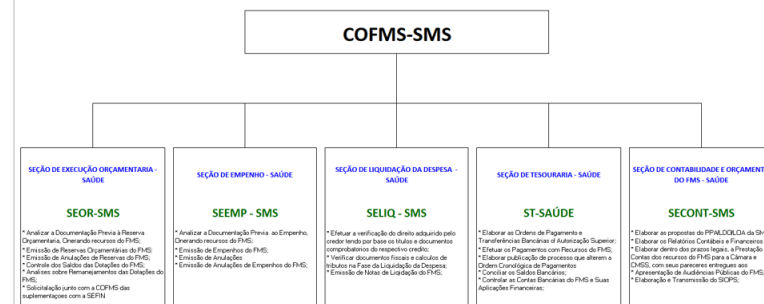 COFMS-SMS
SEÇÃO DE EXECUÇÃO ORÇAMENTARIA -
SAÚDE
SEOR-SMS
* Analizar a Documentação Prévia à Reserva
Orçamentaria, Onerando recursos do FMS;
* Emissão de Reservas Orçamentárias do FMS:
* Emissão de Anulações de Reservas do FMS;
* Controle dos Saldos das Dotações do FMS;
* Analises sobre Remanejamentos das Dotações do
FMS;
* Solicitalação junto com a COFMS das
suplementaçoes com a SEFIN
SEÇÃO DE EMPENHO - SAÚDE
SEEMP - SMS
* Analizar a Documentação Previa ao Empenho,
Onerando recursos do FMS;
* Emissão de Empenhos do FMS;
* Emissão de Anulações
* Emissão de Anulações de Empenhos do FMS;
SEÇÃO DE LIQUIDAÇÃO DA DESPESA -
SAÚDE
SELIQ - SMS
* Efetuar a verificação do direito adquirido pelo
credor tendo por base os títulos e documentos
comprobatorios do respectivo credito;
* Verificar documentos fiscais e calculos de
tributos na Fase da Liquidação da Despesa;
* Emissão de Notas de Liqidação do FMS;
SEÇÃO DE TESOURARIA - SAÚDE
ST-SAÚDE
* Elaborar as Ordens de Pagamento e
Transferências Bancárias c/ Autorização Superior;
* Efetuar os Pagamentos com Recursos do FMS;
* Elaborar publicação de processos que alterem a
Ordem Cronológica de Pagamentos
* Conciliar os Saldos Bancários;
* Controlar as Contas Bancárias do FMS e Suas
Aplicações Financeiras;
SEÇÃO DE CONTABILIDADE E ORÇAMENT
DO FMS - SAÚDE
SECONT-SMS
* Elaborar as propostas do PPA/LDO/LOA da SM
* Elaborar os Relatórios Contábeis e Financeiros
* Elaborar dentro dos prazos legais, a Prestação
Contas dos recursos do FMS para a Câmara e
CMSS, com seus pareceres entregues aos
* Apresentação de Audiências Públicas do FMS;
* Elaboração e Transmissão do SIOPS;